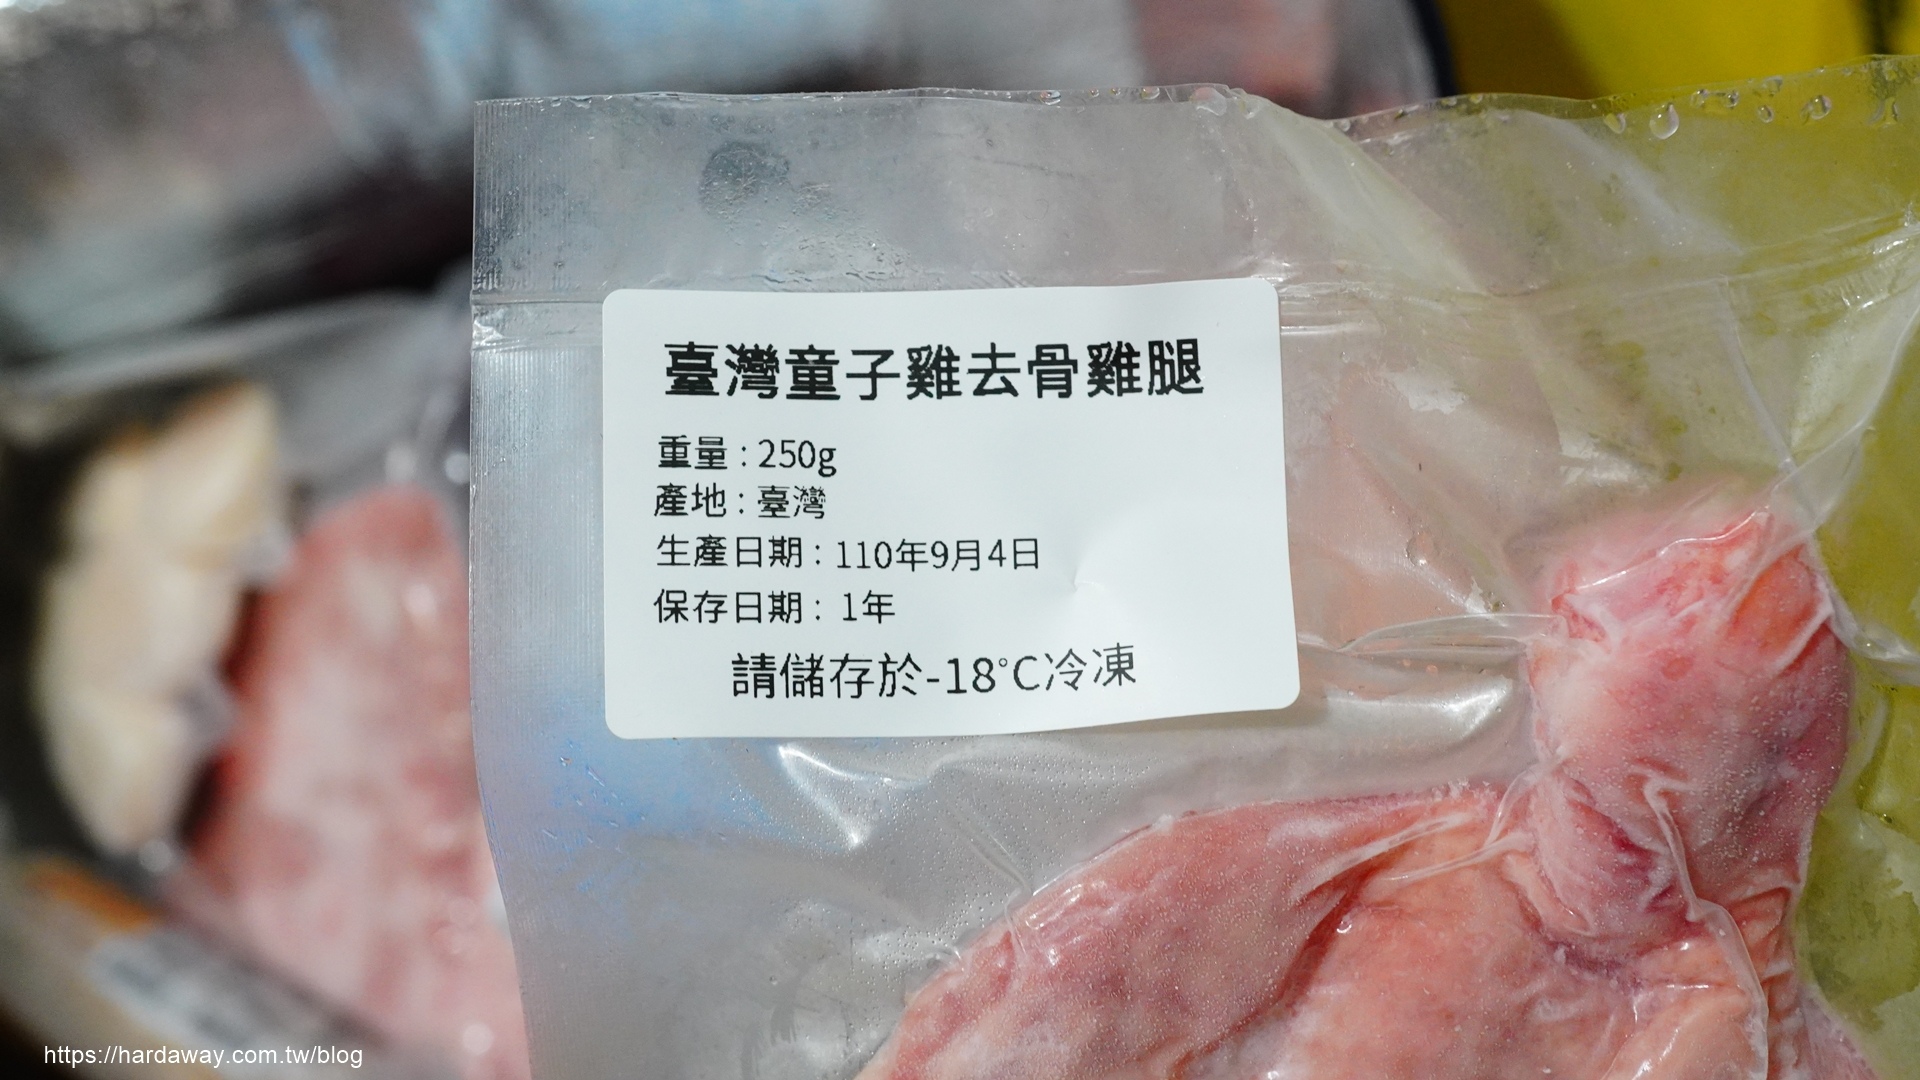 臺灣童子雞去骨雞腿
重量：250g
產地：臺灣
生產日期：110年9月4日
保存日期：1年
請儲存於-18°C冷凍
https://hardaway.com.tw/blog